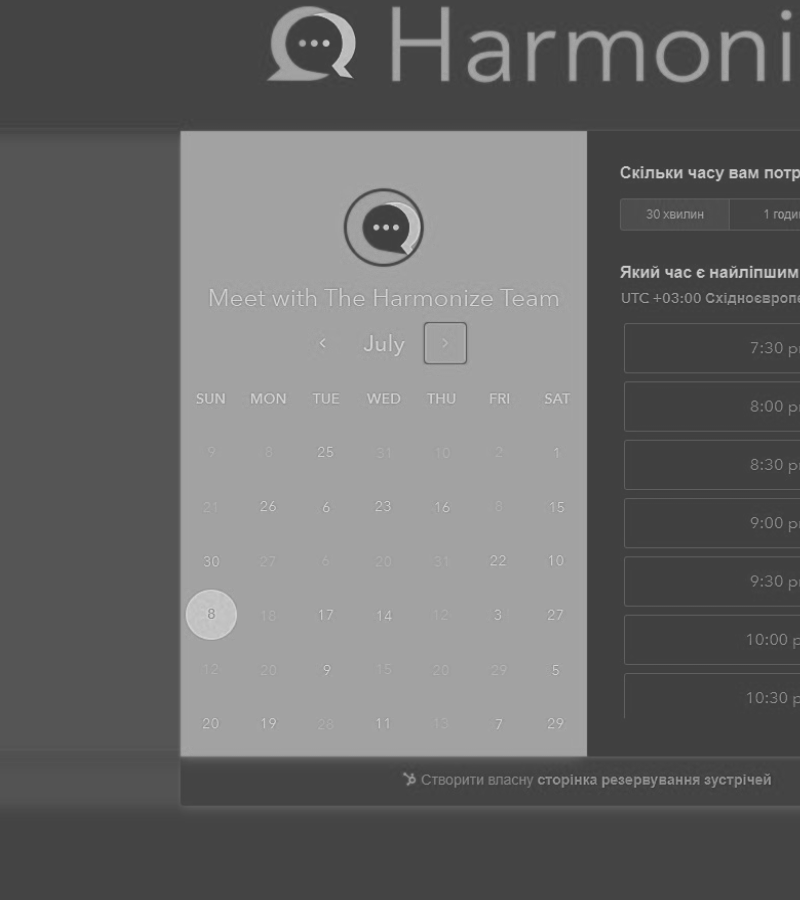 Harmoni
Meet with The Harmonize Team
July
SUN MON TUE WED THU FRI SAT
9 8 25 31 10 2 1
21 26 6 23 16 8 15
30 27 6 20 31 22 10
8 18 17 14 12 3 27
12 20 9 15 20 29 5
20 19 28 11 13 7 29
Скільки часу вам потр
30 хвилин 1 годи
Який час є найліпшим
UTC +03:00 Східноєвропе
7:30 p
8:00 p
8:30 p
9:00 p
9:30 p
10:00 p
10:30 p
Створити власну сторінка резервування зустрічей